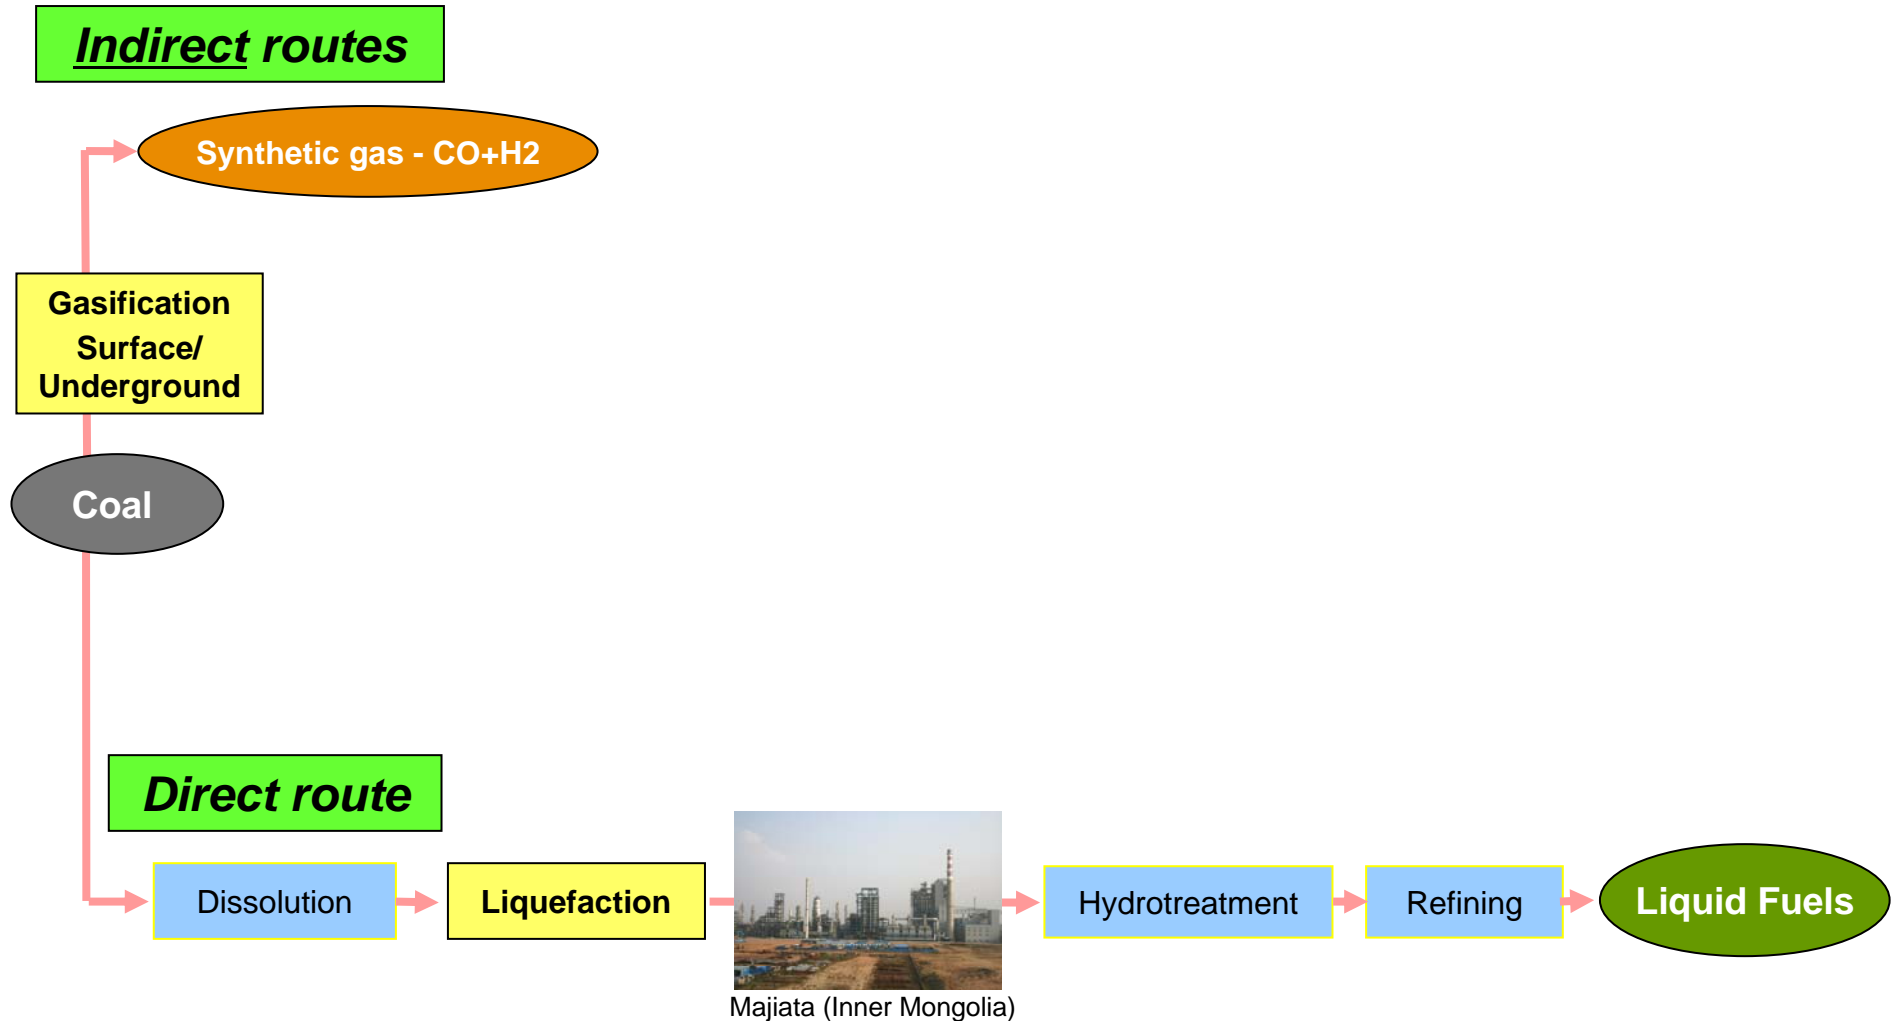 Indirect routes
Synthetic gas - CO+H2
Gasification
Surface/
Underground
Coal
Direct route
Dissolution
Liquefaction
Hydrotreatment
Refining
Liquid Fuels
Majiata (Inner Mongolia)